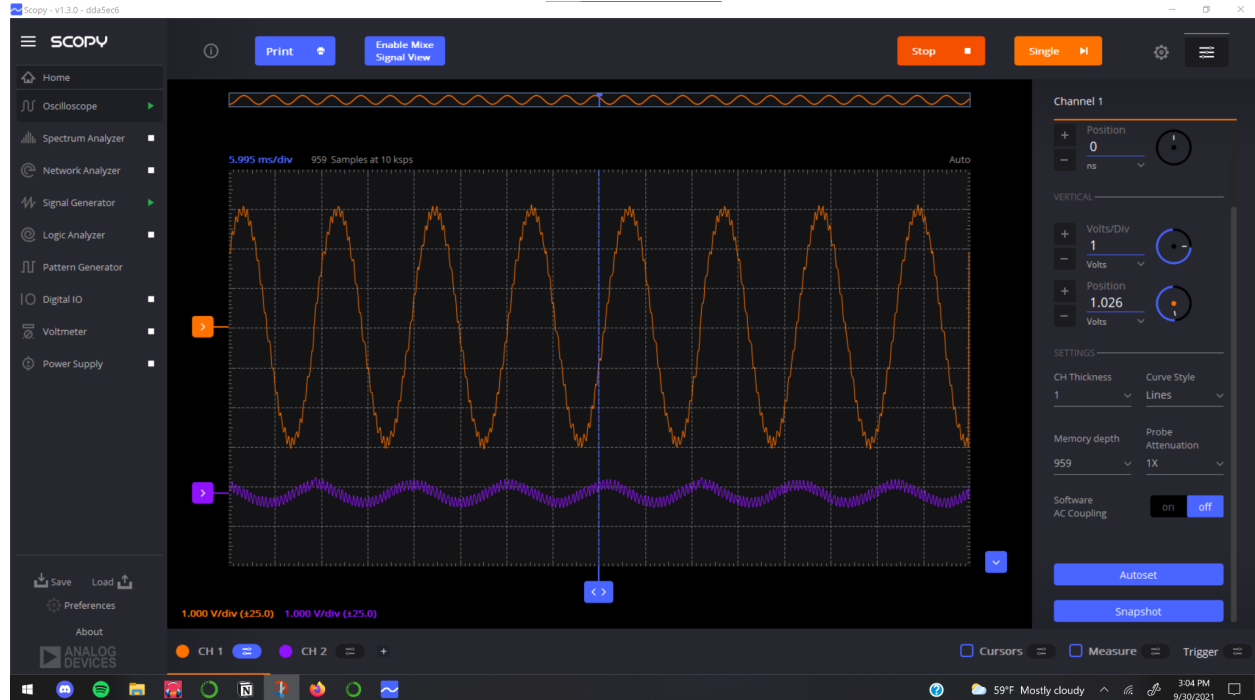 Scopy - v1.3.0 - dda5ec6
SCOPY
Print
Enable Mixe
Signal View
Stop
Single
Home
Oscilloscope
Spectrum Analyzer
Network Analyzer
Signal Generator
Logic Analyzer
Pattern Generator
Digital IO
Voltmeter
Power Supply
Save
Load
Preferences
About
ANALOG
DEVICES
5.995 ms/div 959 Samples at 10 ksps Auto
1.000 V/div (±25.0) 1.000 V/div (±25.0)
CH 1
CH 2
+
Cursors
Measure
Trigger
Channel 1
+ Position
0
- ns
VERTICAL
+ Volts/Div
1
- Volts
+ Position
1.026
- Volts
SETTINGS
CH Thickness Curve Style
1 Lines
Memory depth Probe
Attenuation
959 1X
Software
AC Coupling
on off
Autoset
Snapshot
59°F Mostly cloudy
3:04 PM
9/30/2021